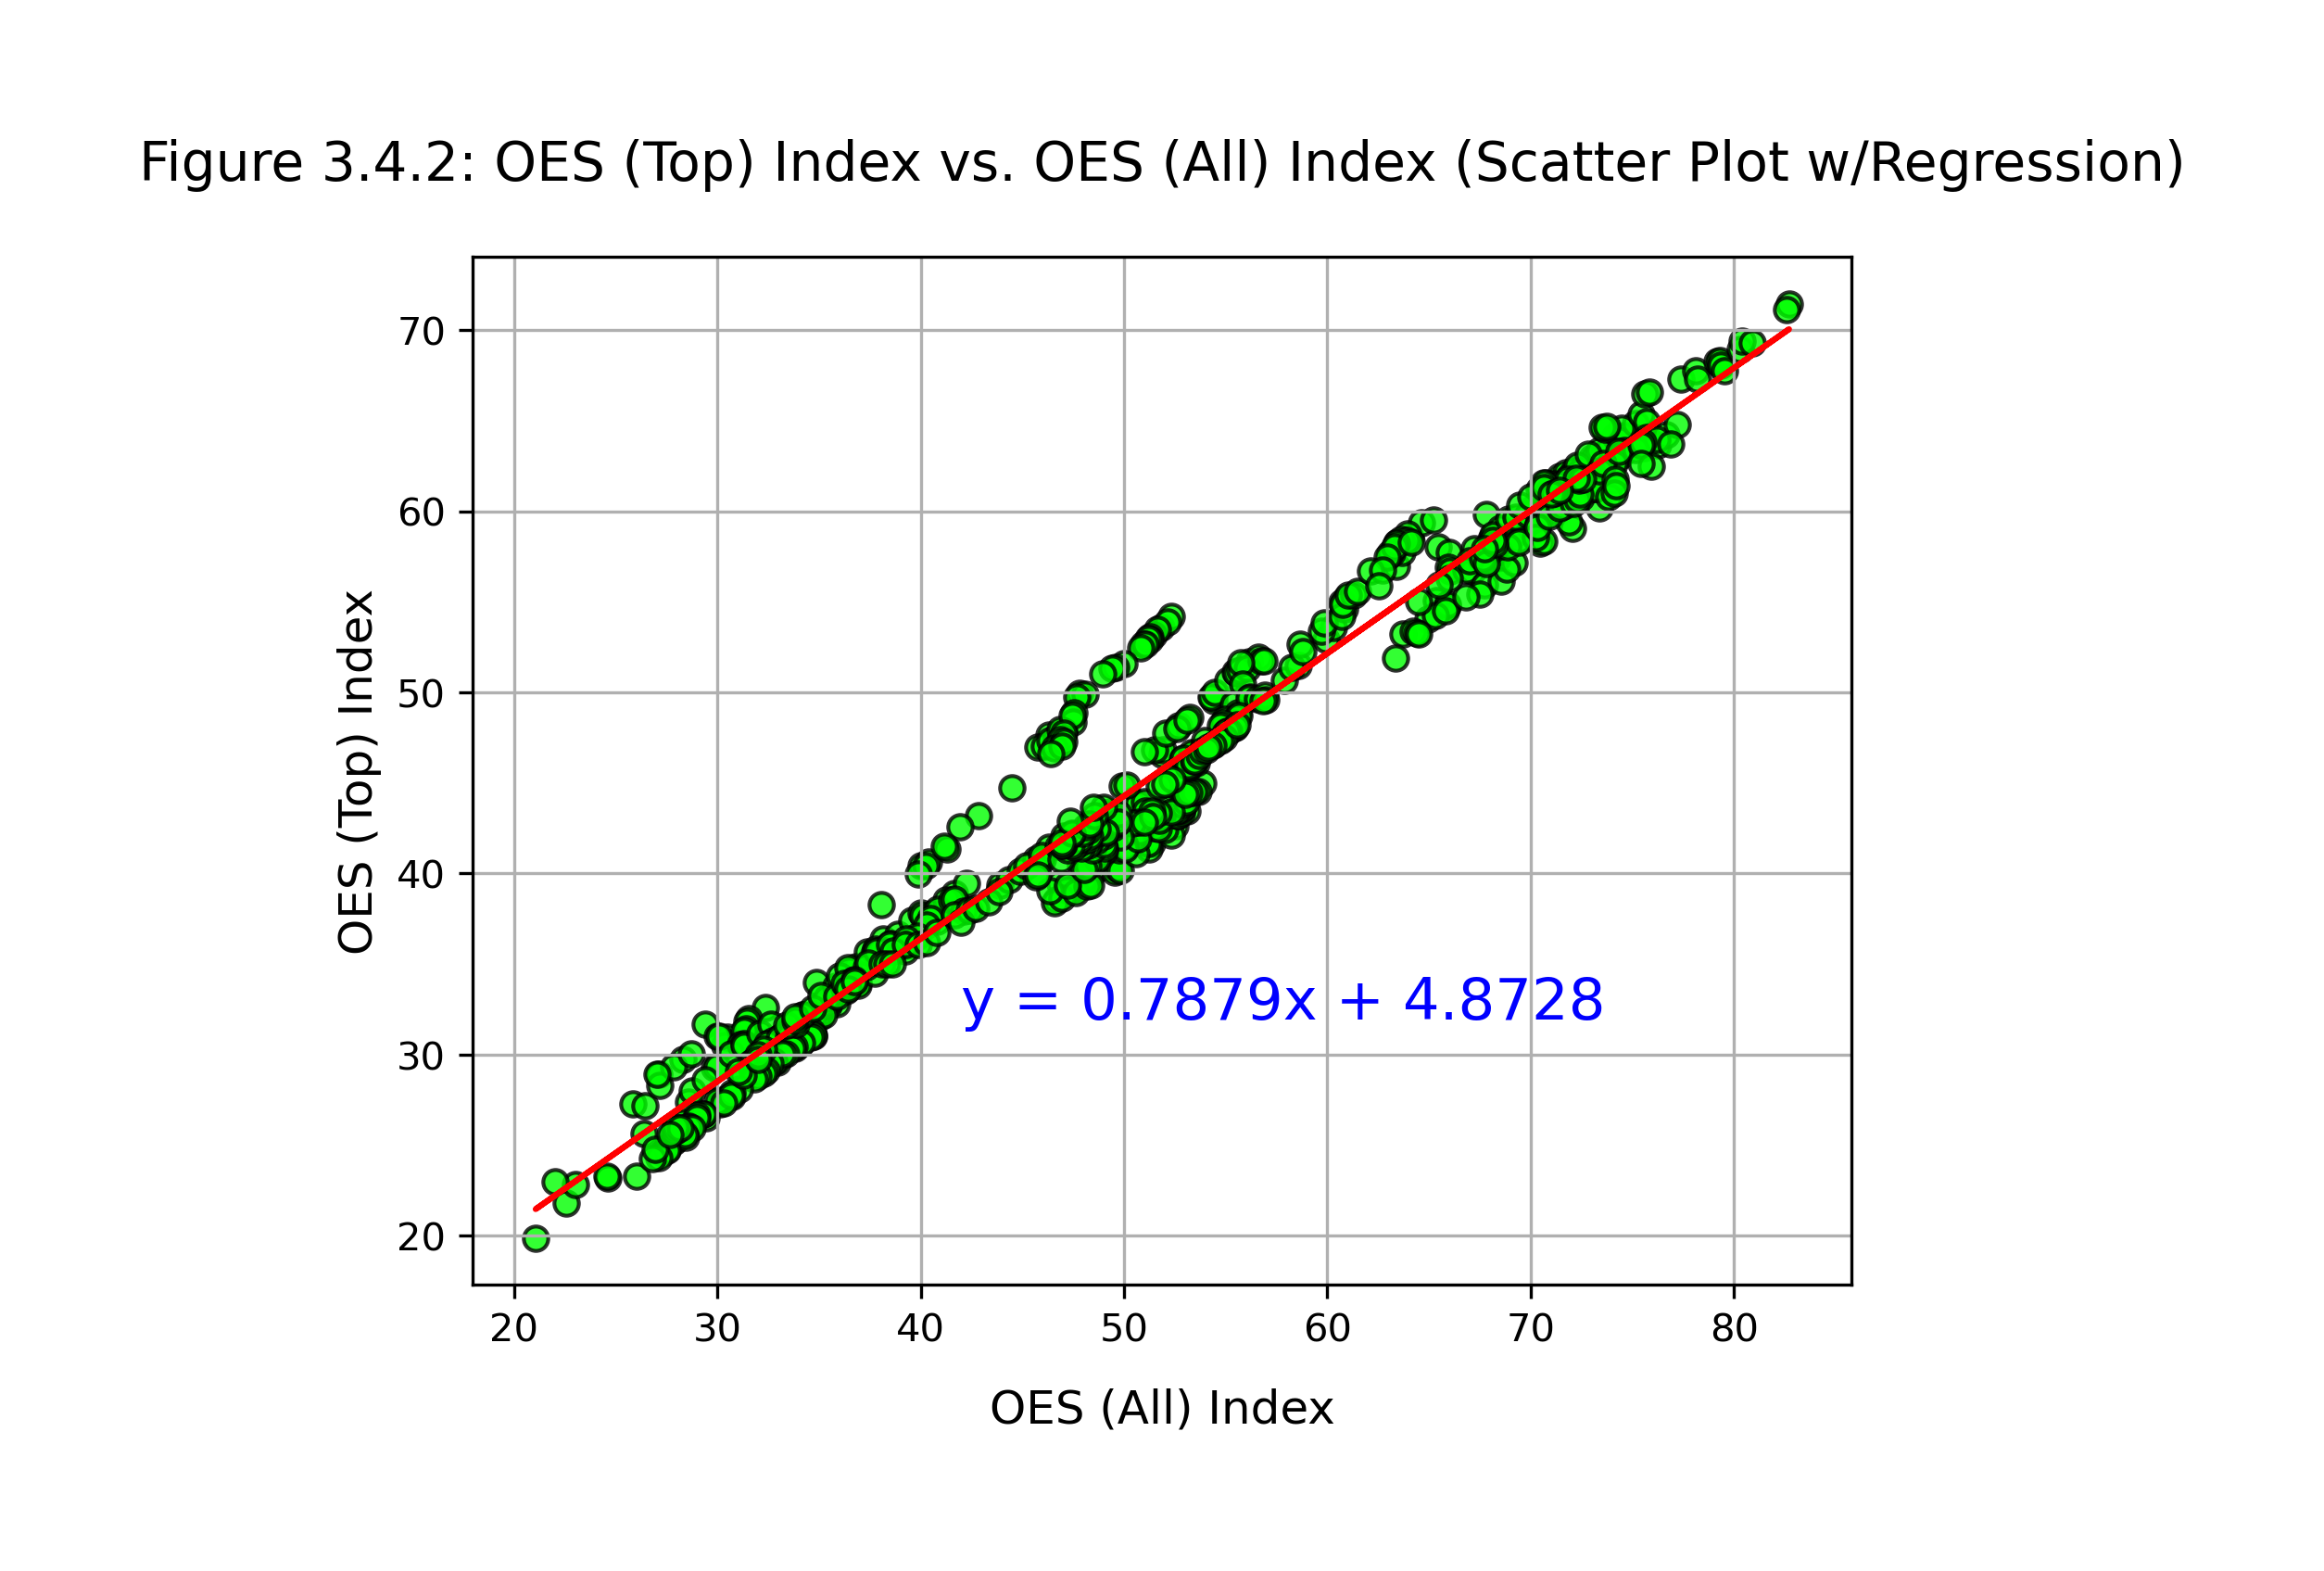 Figure 3.4.2: OES (Top) Index vs. OES (All) Index (Scatter Plot w/Regression)
70
60
50
40
30
20
OES (Top) Index
y = 0.7879x + 4.8728
20 30 40 50 60 70 80
OES (All) Index